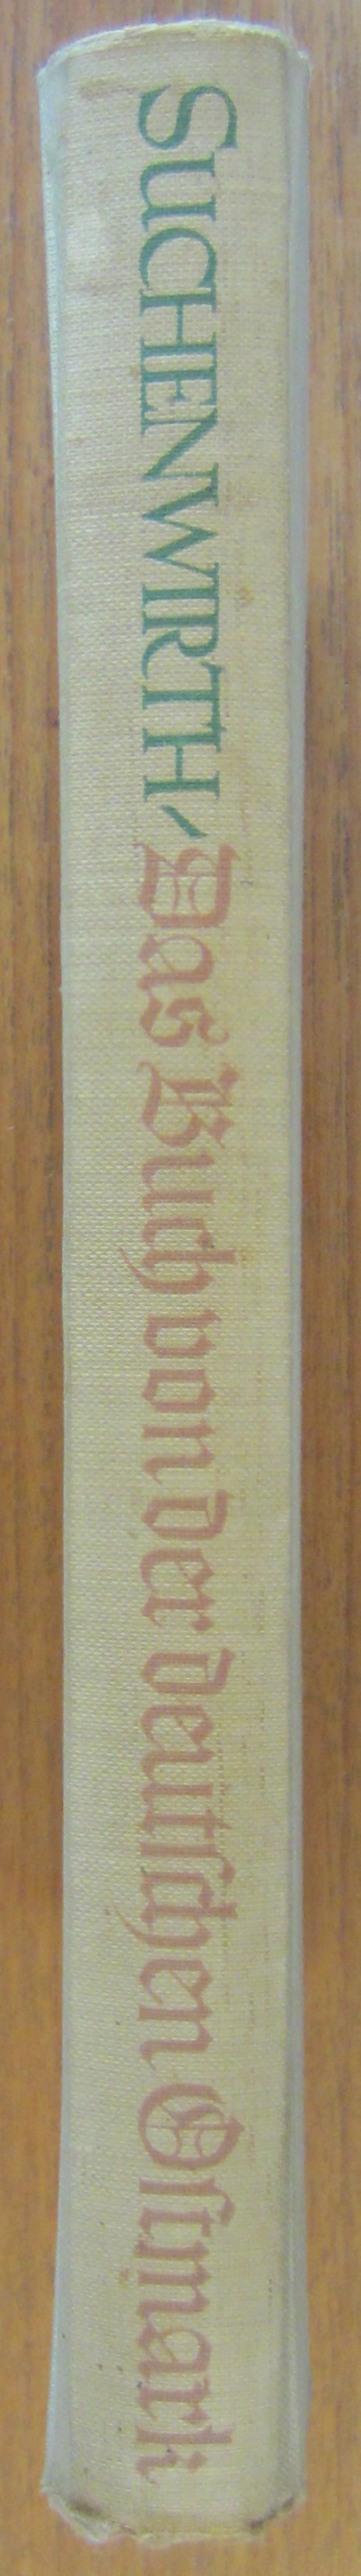 SUCHENWIRTH, Das Buch von der deutſchen Oſtmark